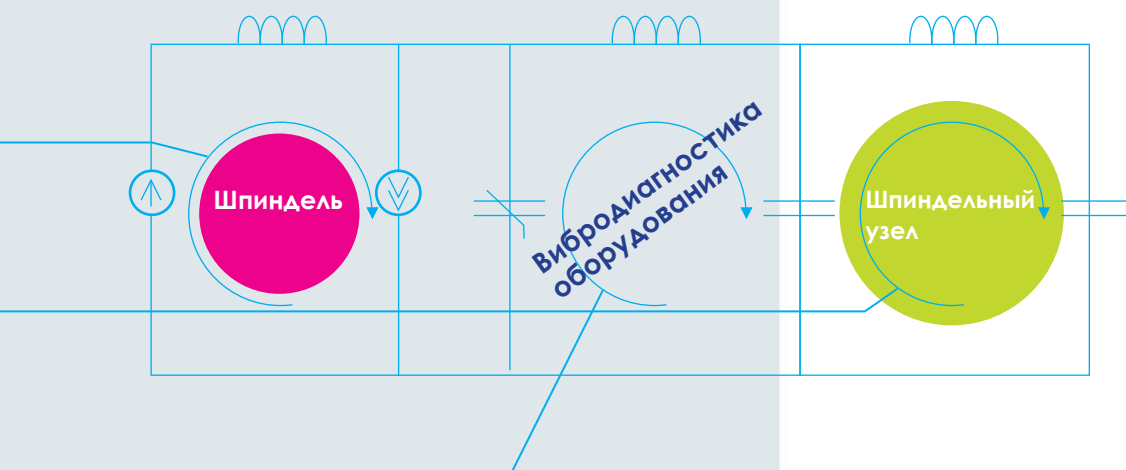 Шпиндель
Вибродиагностика
оборудования
Шпиндельный
узел